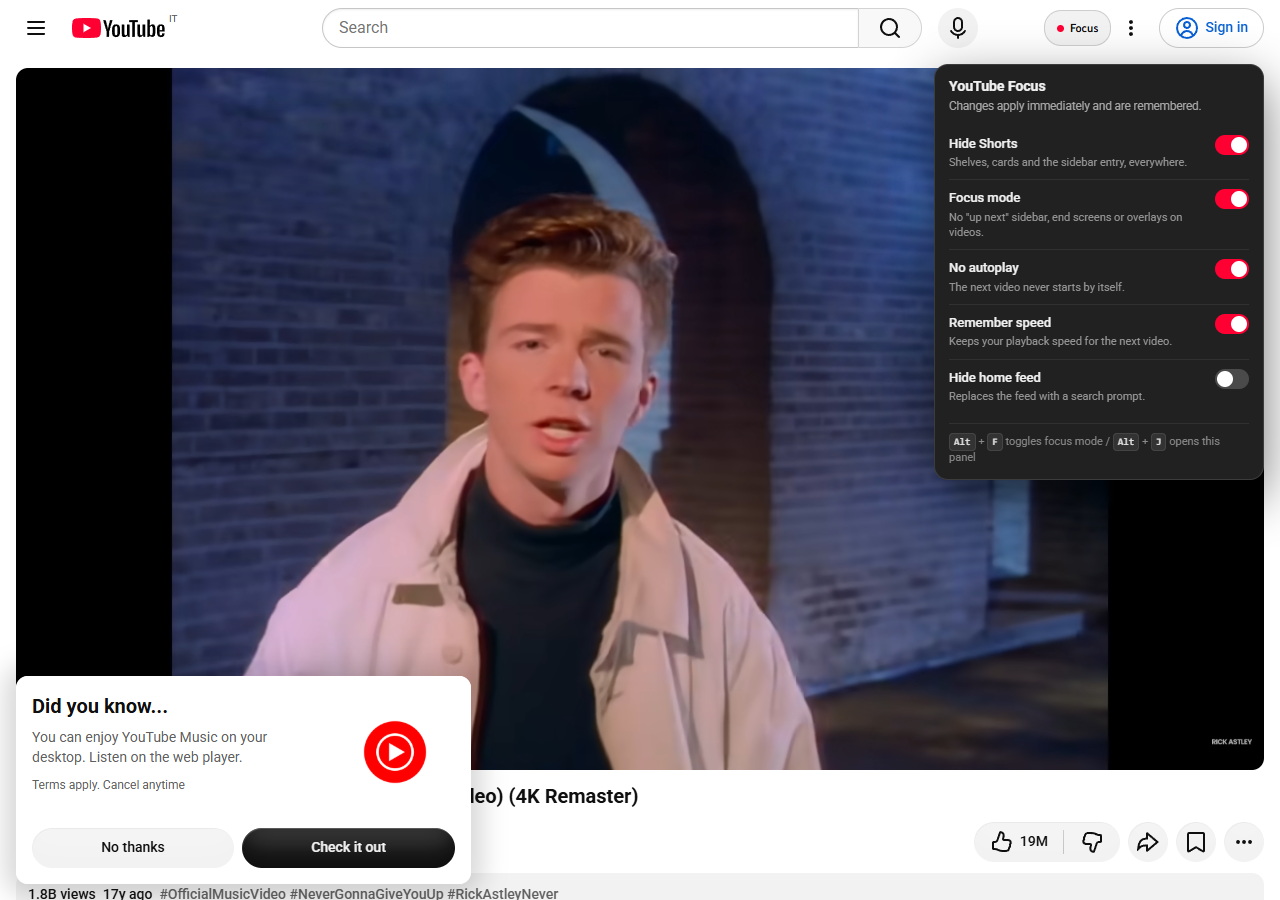 YouTube IT
Search
Focus
Sign in
YouTube Focus
Changes apply immediately and are remembered.
Hide Shorts
Shelves, cards and the sidebar entry, everywhere.
Focus mode
No "up next" sidebar, end screens or overlays on
videos.
No autoplay
The next video never starts by itself.
Remember speed
Keeps your playback speed for the next video.
Hide home feed
Replaces the feed with a search prompt.
Alt + F toggles focus mode / Alt + J opens this
panel
RICK ASTLEY
Did you know...
You can enjoy YouTube Music on your
desktop. Listen on the web player.
Terms apply. Cancel anytime
No thanks
Check it out
deo) (4K Remaster)
19M
1.8B views 17y ago #OfficialMusicVideo #NeverGonnaGiveYouUp #RickAstleyNever